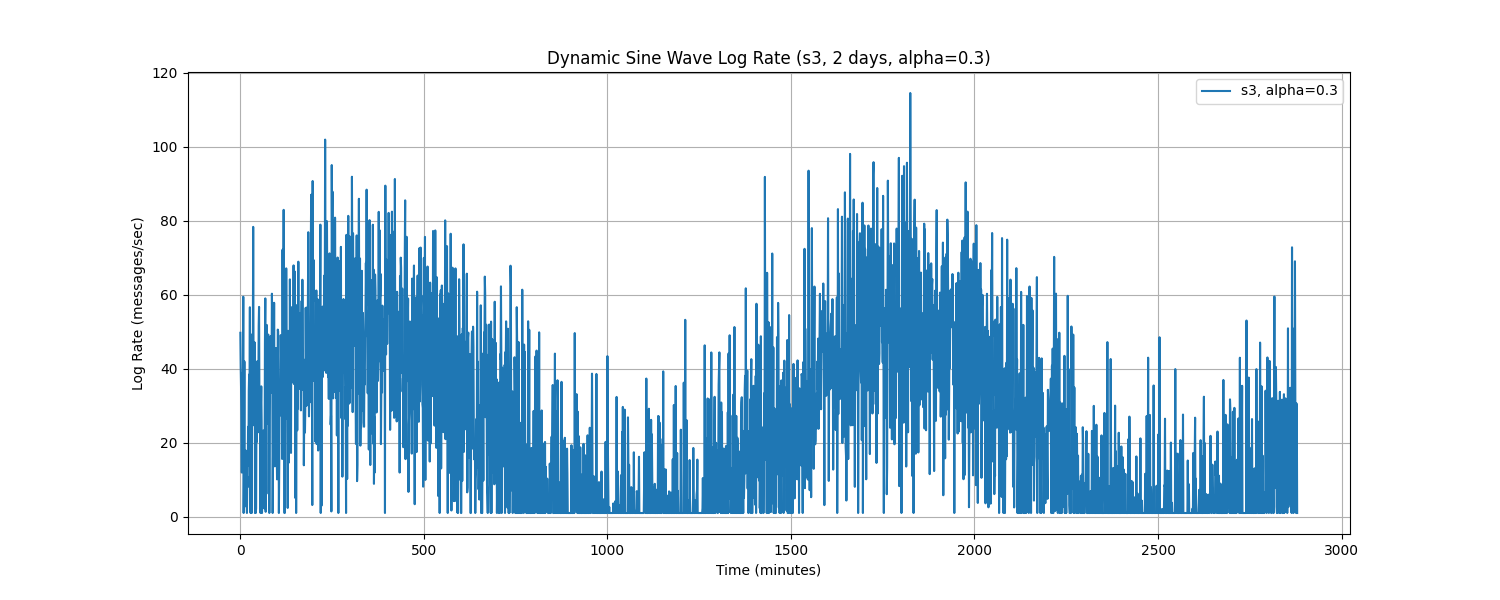 Dynamic Sine Wave Log Rate (s3, 2 days, alpha=0.3)
s3, alpha=0.3
Log Rate (messages/sec)
120
100
80
60
40
20
0
0 500 1000 1500 2000 2500 3000
Time (minutes)